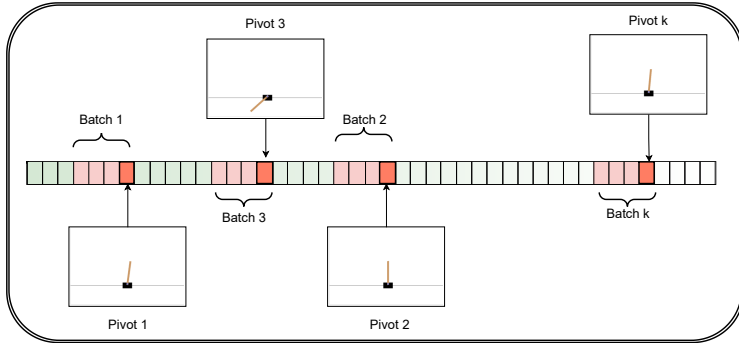 Pivot 3
Pivot k
Batch 1
Batch 2
Batch 3
Batch k
Pivot 1
Pivot 2